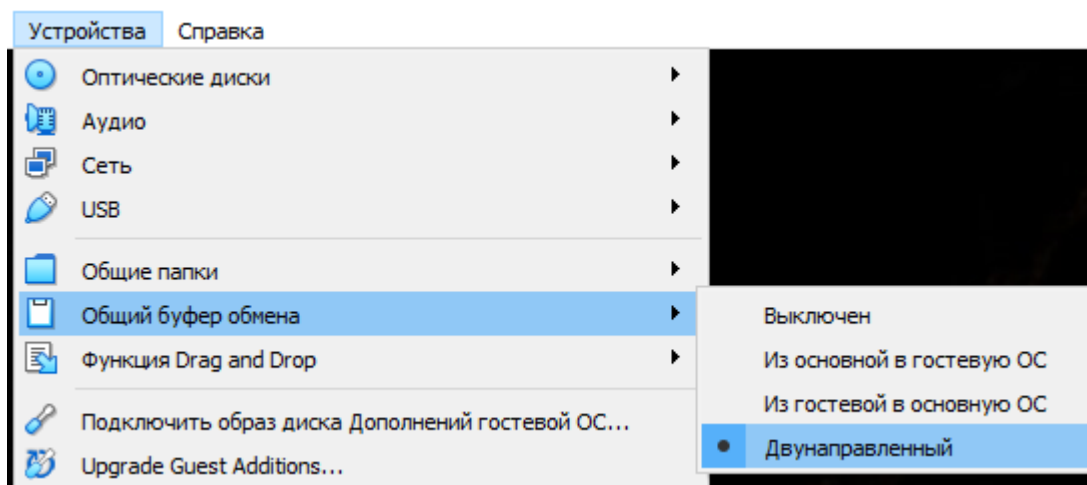 Устройства Справка
Оптические диски
Аудио
Сеть
USB
Общие папки
Общий буфер обмена
Выключен
Функция Drag and Drop
Из основной в гостевую ОС
Из гостевой в основную ОС
Подключить образ диска Дополнений гостевой ОС...
Двунаправленный
Upgrade Guest Additions...